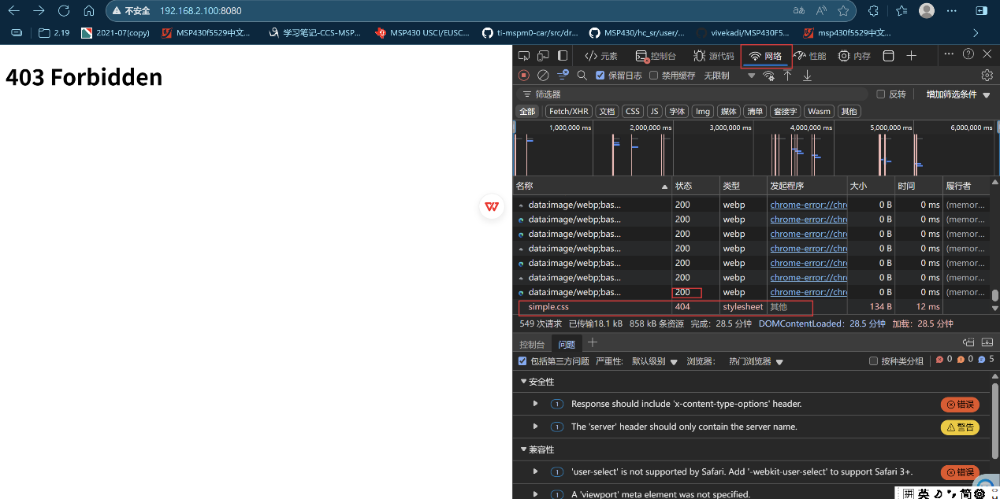 不安全 192.168.2.100:8080 aあ
2.19 2021-07(copy) MSP430f5529中文... 学习笔记-CCS-MSP... MSP430 USCI/EUSC... ti-mspm0-car/src/dr... MSP430/hc_sr/user/... vivekadi/MSP430F5... msp430f5529中文...
403 Forbidden
元素 控制台 源代码 网络 性能 内存
保留日志 禁用缓存 无限制
筛选器 反转 增加筛选条件
全部 Fetch/XHR 文档 CSS JS 字体 Img 媒体 清单 套接字 Wasm 其他
1,000,000 ms 2,000,000 ms 3,000,000 ms 4,000,000 ms 5,000,000 ms 6,000,000 ms
名称 状态 类型 发起程序 大小 时间 履行者
data:image/webp;bas... 200 webp chrome-error://chr 0 B 0 ms (memor...
data:image/webp;bas... 200 webp chrome-error://chr 0 B 0 ms (memor...
data:image/webp;bas... 200 webp chrome-error://chr 0 B 0 ms (memor...
data:image/webp;bas... 200 webp chrome-error://chr 0 B 0 ms (memor...
data:image/webp;bas... 200 webp chrome-error://chr 0 B 0 ms (memor...
data:image/webp;bas... 200 webp chrome-error://chr 0 B 0 ms (memor...
data:image/webp;bas... 200 webp chrome-error://chr 0 B 0 ms (memor...
simple.css 404 stylesheet 其他 134 B 12 ms
549 次请求 已传输18.1 kB 858 kB 条资源 完成：28.5 分钟 DOMContentLoaded：28.5 分钟 加载：28.5 分钟
控制台 问题
包括第三方问题 严重性: 默认级别 浏览器： 热门浏览器 按种类分组 0 0 5
安全性
1 Response should include 'x-content-type-options' header. 错误
1 The 'server' header should only contain the server name. 警告
兼容性
1 'user-select' is not supported by Safari. Add '-webkit-user-select' to support Safari 3+. 错误
1 A 'viewport' meta element was not specified.
拼 英 简